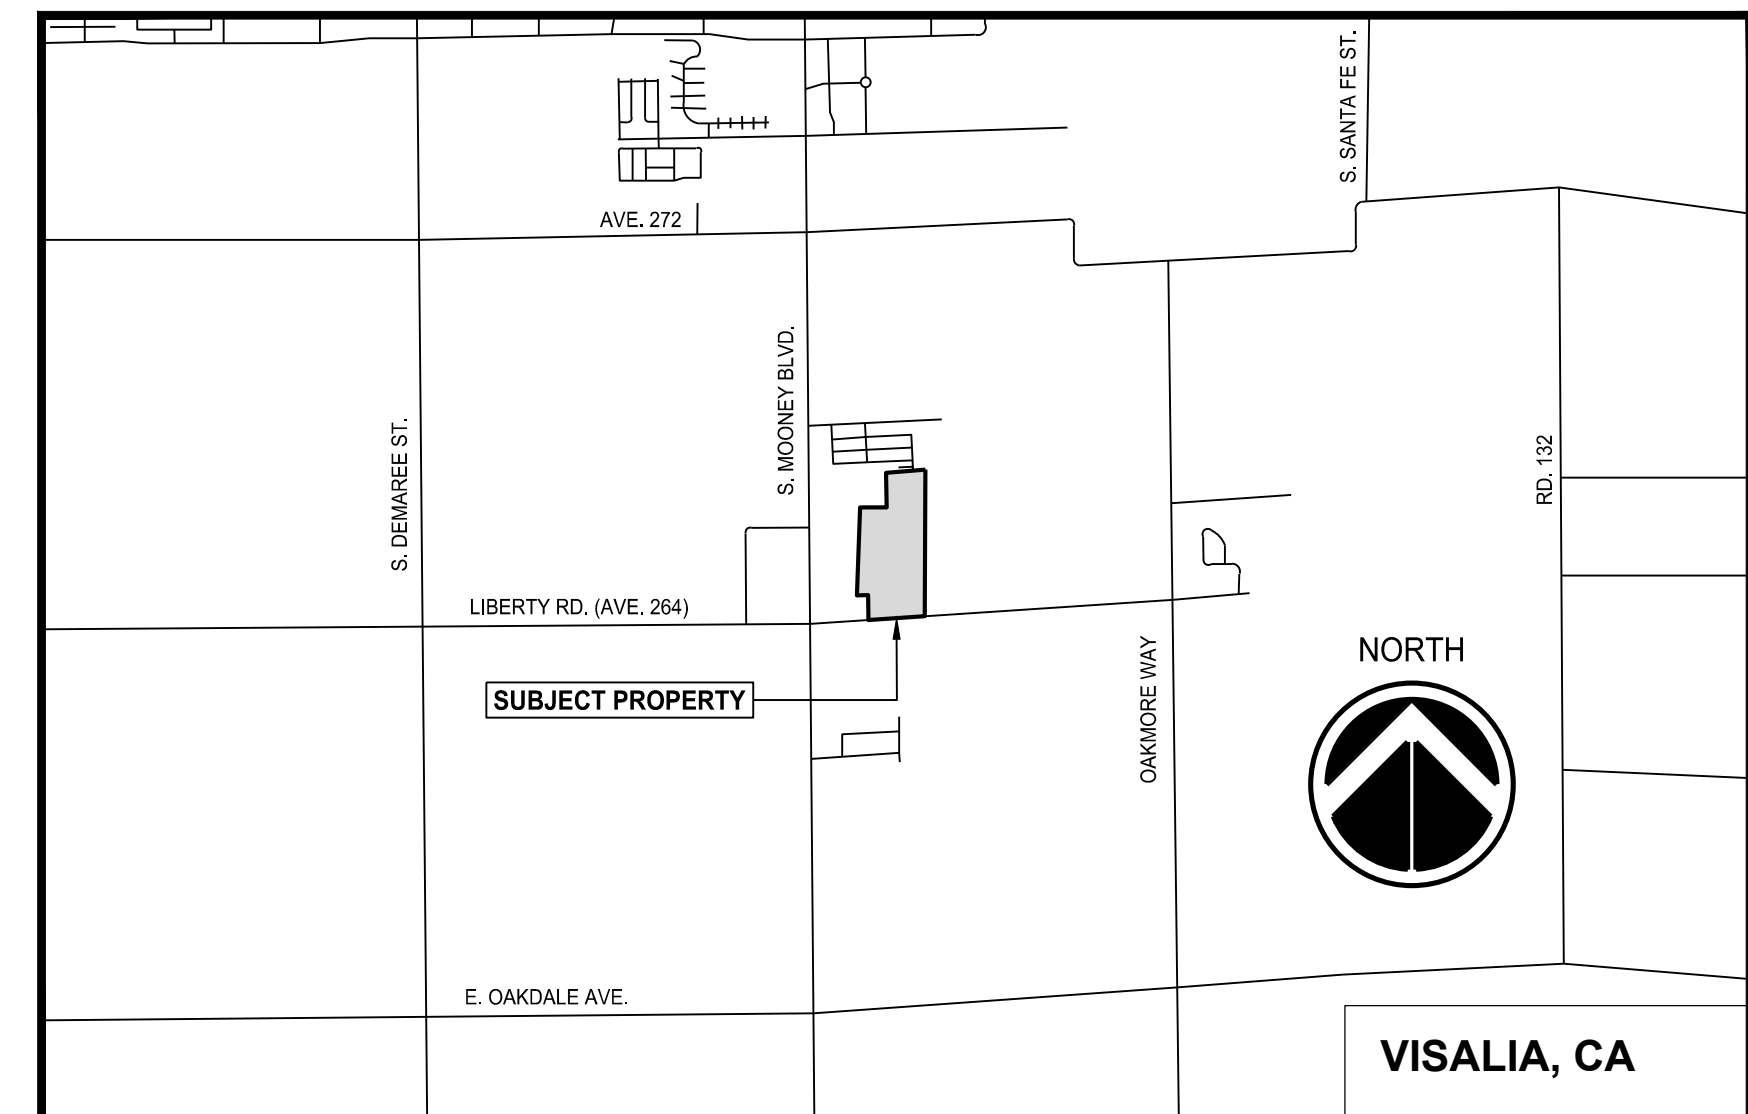 S. SANTA FE ST.
AVE. 272
S. MOONEY BLVD.
S. DEMAREE ST.
RD. 132
LIBERTY RD. (AVE. 264)
OAKMORE WAY
NORTH
SUBJECT PROPERTY
E. OAKDALE AVE.
VISALIA, CA